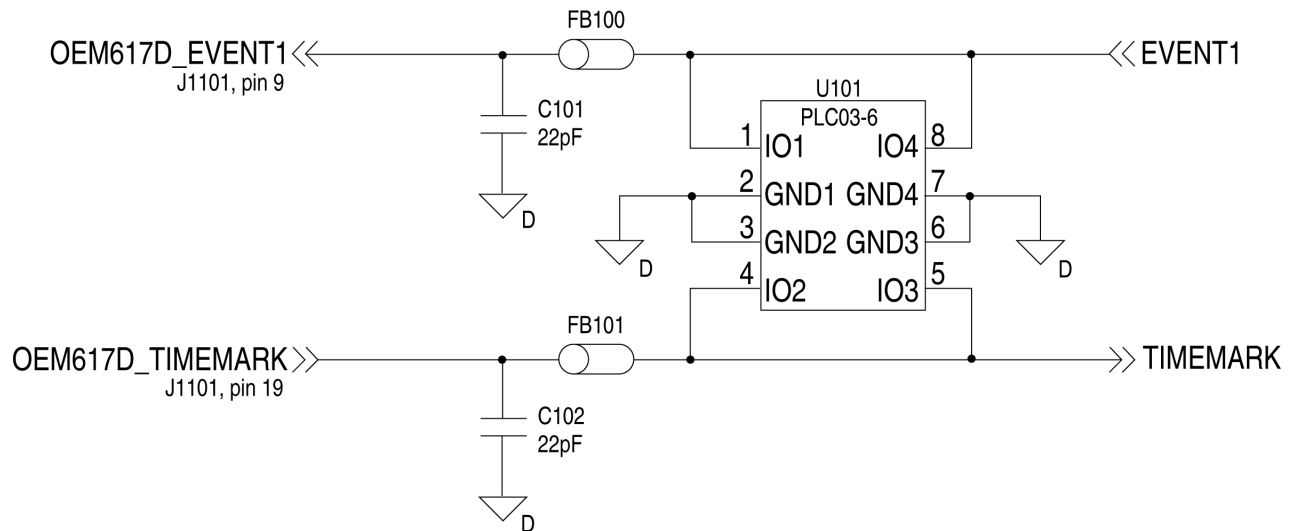 FB100
OEM617D_EVENT1
J1101, pin 9
EVENT1
C101
22pF
D
U101
PLC03-6
1 IO1 IO4 8
2 GND1 GND4 7
3 GND2 GND3 6
4 IO2 IO3 5
D
D
FB101
OEM617D_TIMEMARK
J1101, pin 19
TIMEMARK
C102
22pF
D